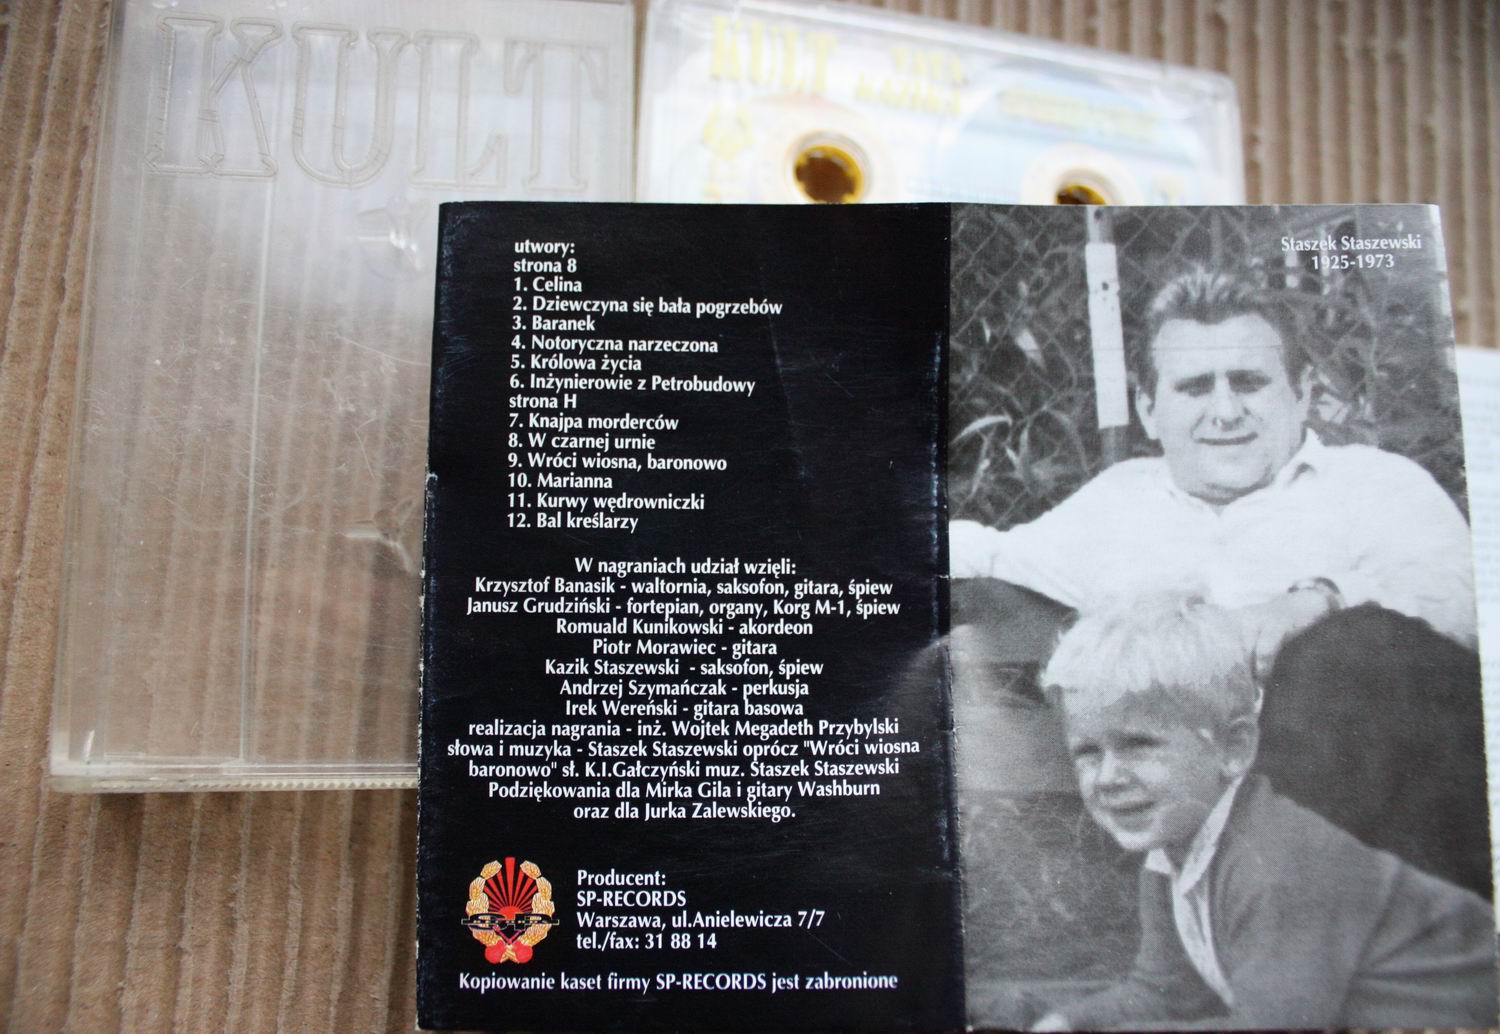 KULT
KULT TATA
KAZIKA
utwory:
strona 8
1. Celina
2. Dziewczyna się bała pogrzebów
3. Baranek
4. Notoryczna narzeczona
5. Królowa życia
6. Inżynierowie z Petrobudowy
strona H
7. Knajpa morderców
8. W czarnej urnie
9. Wróci wiosna, baronowo
10. Marianna
11. Kurwy wędrowniczki
12. Bal kreślarzy
W nagraniach udział wzięli:
Krzysztof Banasik - waltornia, saksofon, gitara, śpiew
Janusz Grudziński - fortepian, organy, Korg M-1, śpiew
Romuald Kunikowski - akordeon
Piotr Morawiec - gitara
Kazik Staszewski - saksofon, śpiew
Andrzej Szymańczak - perkusja
Irek Wereński - gitara basowa
realizacja nagrania - inż. Wojtek Megadeth Przybylski
słowa i muzyka - Staszek Staszewski oprócz "Wróci wiosna
baronowo" sł. K.I.Gałczyński muz. Staszek Staszewski
Podziękowania dla Mirka Gila i gitary Washburn
oraz dla Jurka Zalewskiego.
Producent:
SP-RECORDS
Warszawa, ul.Anielewicza 7/7
tel./fax: 31 88 14
Kopiowanie kaset firmy SP-RECORDS jest zabronione
Staszek Staszewski
1925-1973